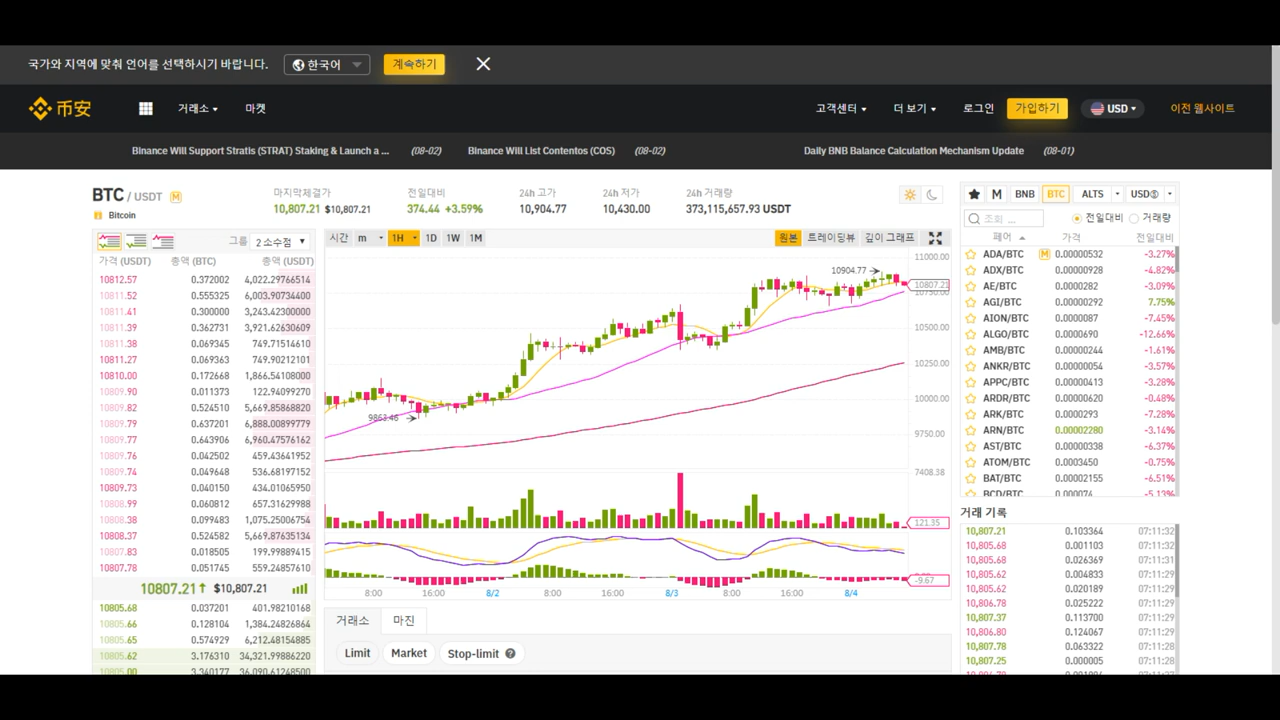 국가와 지역에 맞춰 언어를 선택하시기 바랍니다. 한국어 계속하기
币安 거래소 마켓 고객센터 더 보기 로그인 가입하기 USD 이전 웹사이트
Binance Will Support Stratis (STRAT) Staking & Launch a ... (08-02) Binance Will List Contentos (COS) (08-02) Daily BNB Balance Calculation Mechanism Update (08-01)
BTC / USDT M
Bitcoin
마지막체결가 전일대비 24h 고가 24h 저가 24h 거래량
10,807.21 $10,807.21 374.44 +3.59% 10,904.77 10,430.00 373,115,657.93 USDT
그룹 2 소수점
가격 (USDT) 총액 (BTC) 총액 (USDT)
10812.57 0.372002 4,022.29766514
10811.52 0.555325 6,003.90734400
10811.41 0.300000 3,243.42300000
10811.39 0.362731 3,921.62630609
10811.38 0.069345 749.71514610
10811.27 0.069363 749.90212101
10810.00 0.172668 1,866.54108000
10809.90 0.011373 122.94099270
10809.82 0.524510 5,669.85868820
10809.79 0.637201 6,888.00899779
10809.77 0.643906 6,960.47576162
10809.76 0.042502 459.43641952
10809.74 0.049648 536.68197152
10809.73 0.040150 434.01065950
10808.99 0.060812 657.31629988
10808.38 0.099483 1,075.25006754
10808.37 0.524582 5,669.87635134
10807.83 0.018505 199.99889415
10807.78 0.051765 559.24857610
10807.21 $10,807.21
10805.68 0.037201 401.98210168
10805.66 0.128104 1,384.24826864
10805.65 0.574929 6,212.48154885
10805.62 3.176310 34,321.99886220
10805.00 3.340177 36,090.61248500
시간 m 1H 1D 1W 1M 원본 트레이딩뷰 깊이 그래프
11000.00
10904.77
10807.21
10750.00
10500.00
10250.00
10000.00
9863.46
9750.00
7408.38
121.35
-9.67
8:00 16:00 8/2 8:00 16:00 8/3 8:00 16:00 8/4
거래소 마진
Limit Market Stop-limit
M BNB BTC ALTS USDⓈ
조회 ... 전일대비 거래량
페어 가격 전일대비
ADA/BTC M 0.00000532 -3.27%
ADX/BTC 0.00000928 -4.82%
AE/BTC 0.0000282 -3.09%
AGI/BTC 0.00000292 7.75%
AION/BTC 0.0000087 -7.45%
ALGO/BTC 0.0000690 -12.66%
AMB/BTC 0.00000244 -1.61%
ANKR/BTC 0.00000054 -3.57%
APPC/BTC 0.00000413 -3.28%
ARDR/BTC 0.00000620 -0.48%
ARK/BTC 0.0000293 -7.28%
ARN/BTC 0.00002280 -3.14%
AST/BTC 0.00000338 -6.37%
ATOM/BTC 0.0003450 -0.75%
BAT/BTC 0.00002155 -6.51%
BCD/BTC 0.000074 -5.13%
거래 기록
10,807.21 0.103364 07:11:32
10,805.68 0.001103 07:11:32
10,805.68 0.026369 07:11:31
10,805.62 0.004833 07:11:29
10,805.62 0.020189 07:11:29
10,806.78 0.025222 07:11:29
10,807.37 0.113700 07:11:29
10,806.80 0.124067 07:11:29
10,807.78 0.063322 07:11:28
10,807.25 0.000005 07:11:28